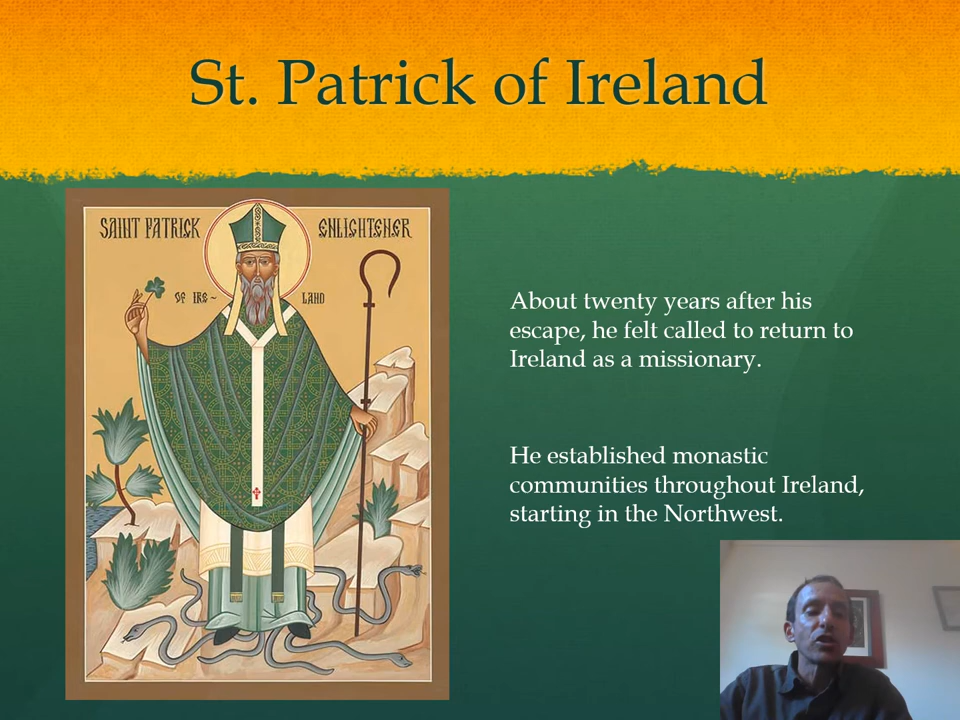 St. Patrick of Ireland
SAINT PATRICK ENLIGHTENER
OF IRE~ LAND
About twenty years after his
escape, he felt called to return to
Ireland as a missionary.
He established monastic
communities throughout Ireland,
starting in the Northwest.